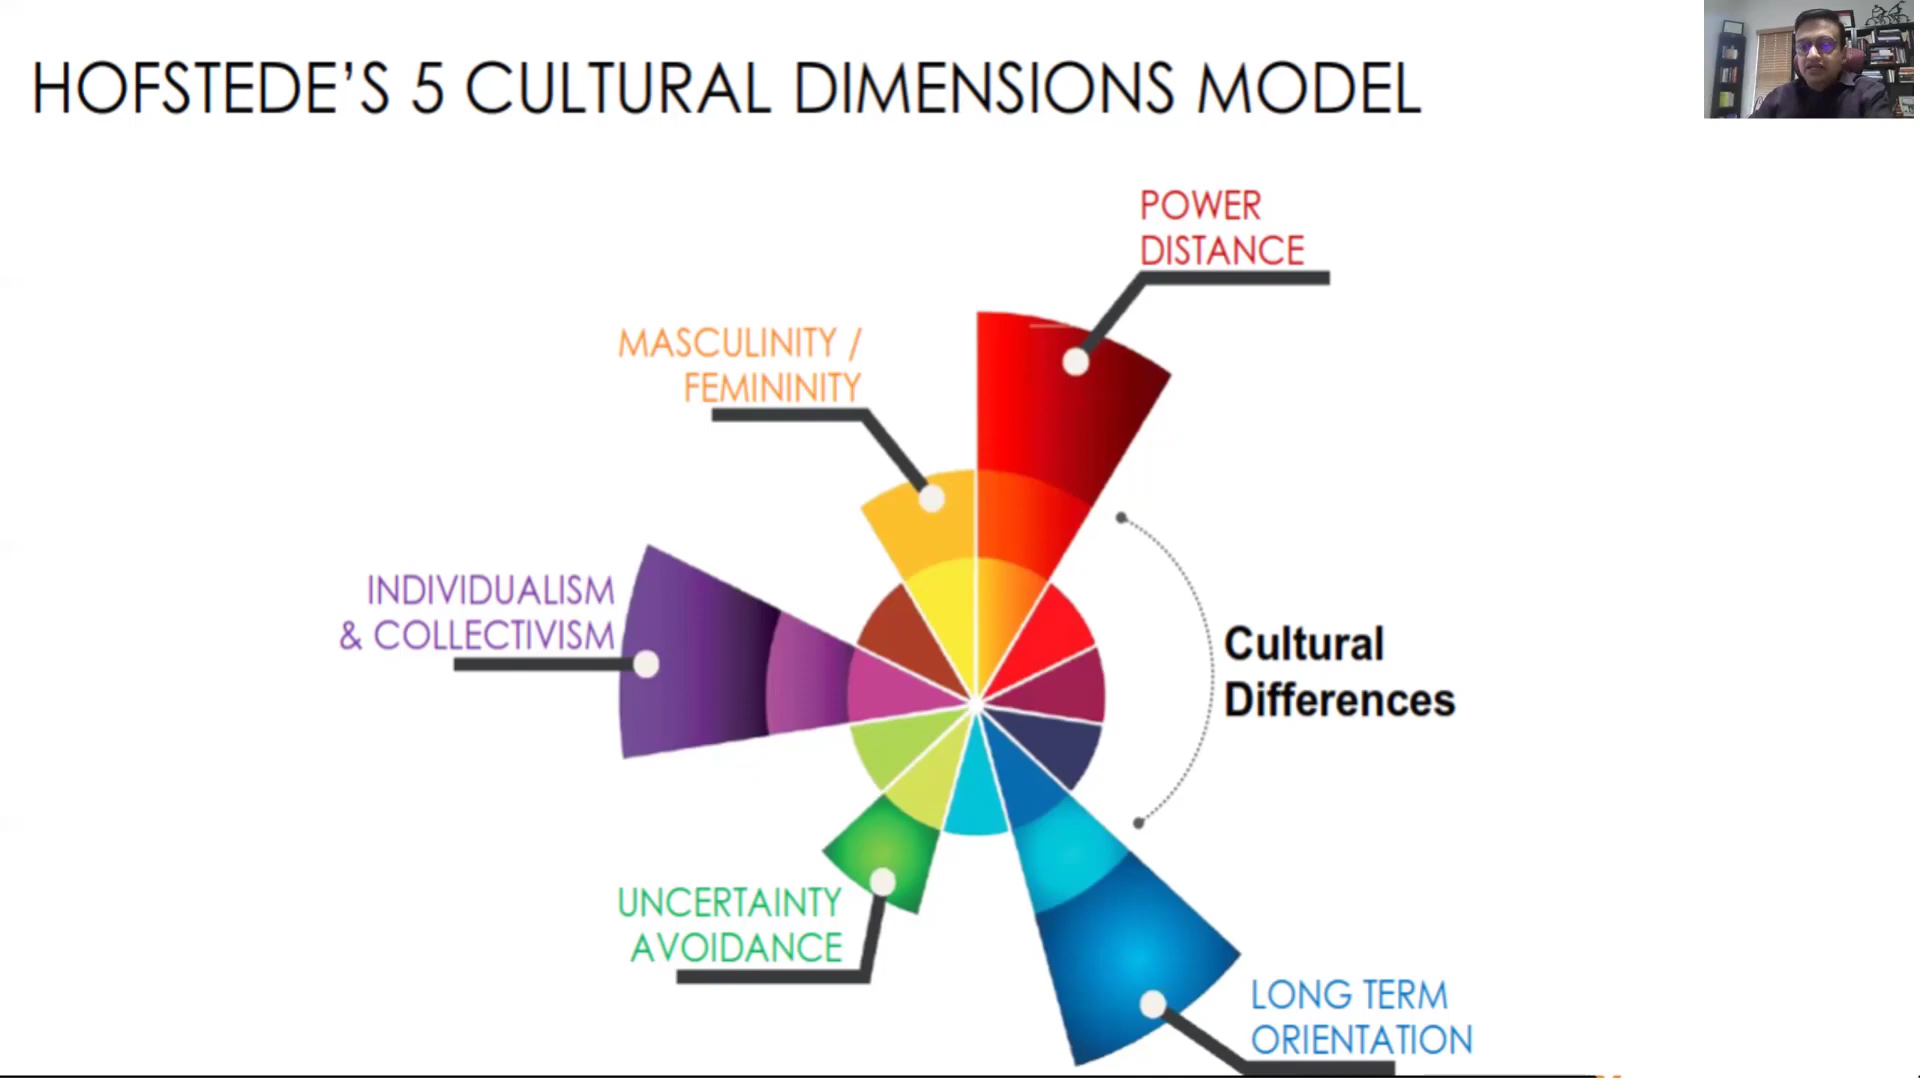 HOFSTEDE'S 5 CULTURAL DIMENSIONS MODEL
POWER
DISTANCE
MASCULINITY /
FEMININITY
INDIVIDUALISM
& COLLECTIVISM
Cultural
Differences
UNCERTAINTY
AVOIDANCE
LONG TERM
ORIENTATION